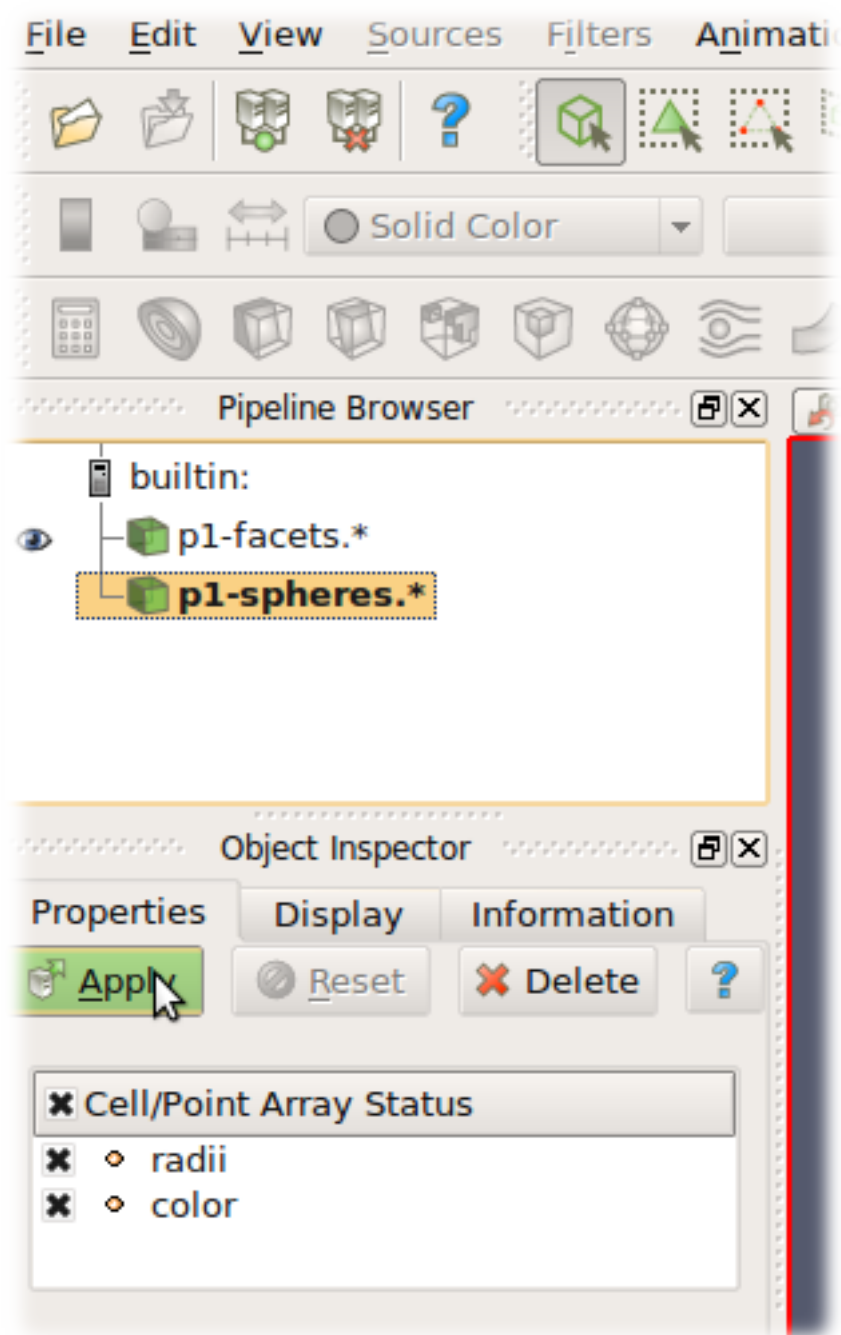 File Edit View Sources Filters
Solid Color
Pipeline Browser
builtin:
p1-facets.*
p1-spheres.*
Object Inspector
Properties Display Information
Apply Reset Delete
Cell/Point Array Status
radii
color